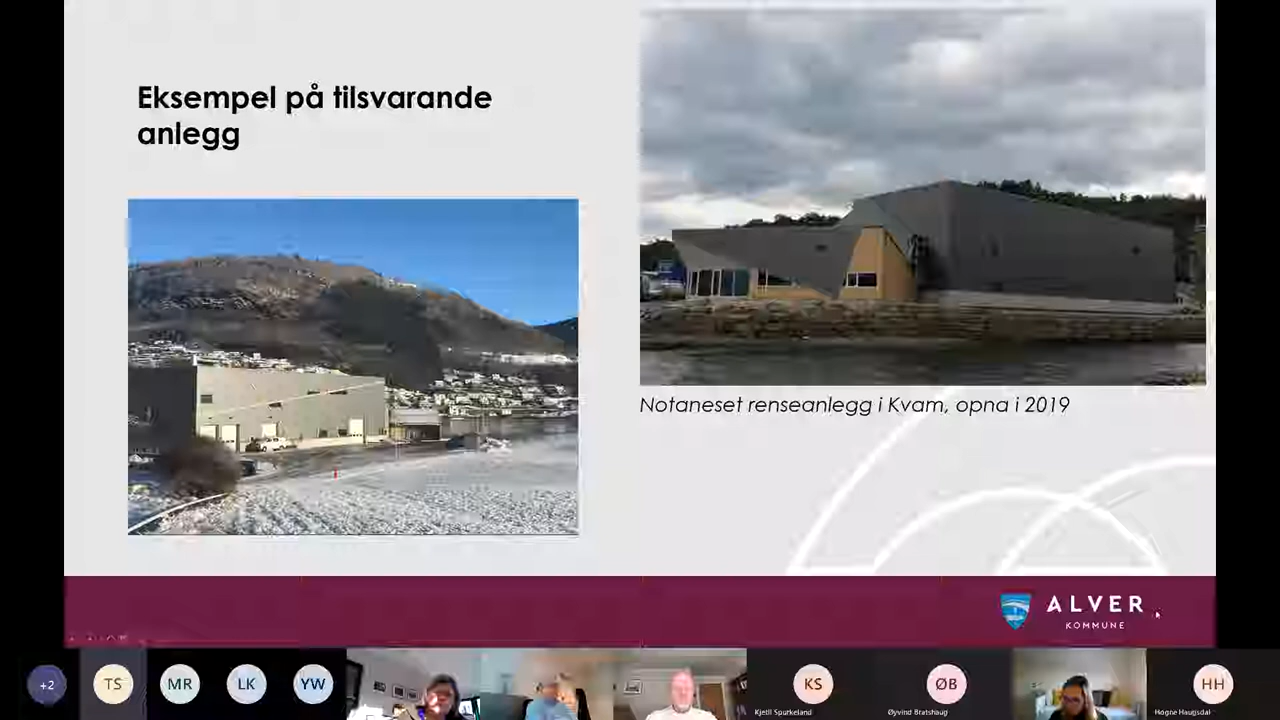 Eksempel på tilsvarande
anlegg
Notaneset renseanlegg i Kvam, opna i 2019
ALVER
KOMMUNE
+2
TS
MR
LK
YW
KS
Kjetil Spurkeland
ØB
Øyvind Bratshaug
HH
Hogne Haugsdal